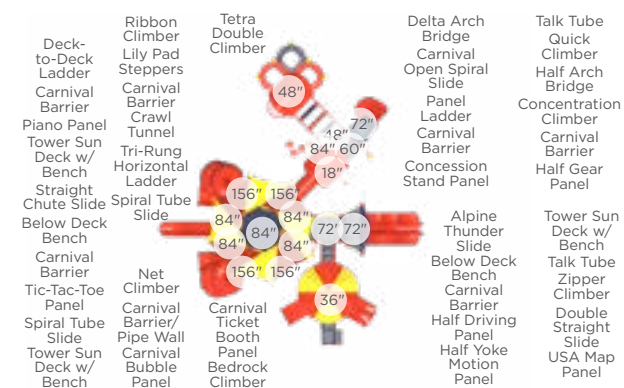 Deck-
to-Deck
Ladder
Carnival
Barrier
Piano Panel
Tower Sun
Deck w/
Bench
Straight
Chute Slide
Below Deck
Bench
Carnival
Barrier
Tic-Tac-Toe
Panel
Spiral Tube
Slide
Tower Sun
Deck w/
Bench
Ribbon
Climber
Lily Pad
Steppers
Carnival
Barrier
Crawl
Tunnel
Tri-Rung
Horizontal
Ladder
Spiral Tube
Slide
Net
Climber
Carnival
Barrier/
Pipe Wall
Carnival
Bubble
Panel
Tetra
Double
Climber
Carnival
Ticket
Booth
Panel
Bedrock
Climber
48"
72"
48"
84" 60"
18"
156" 156"
84" 84"
84" 72" 72"
84" 84"
156" 156"
36"
Delta Arch
Bridge
Carnival
Open Spiral
Slide
Panel
Ladder
Carnival
Barrier
Concession
Stand Panel
Alpine
Thunder
Slide
Below Deck
Bench
Carnival
Barrier
Half Driving
Panel
Half Yoke
Motion
Panel
Talk Tube
Quick
Climber
Half Arch
Bridge
Concentration
Climber
Carnival
Barrier
Half Gear
Panel
Tower Sun
Deck w/
Bench
Talk Tube
Zipper
Climber
Double
Straight
Slide
USA Map
Panel